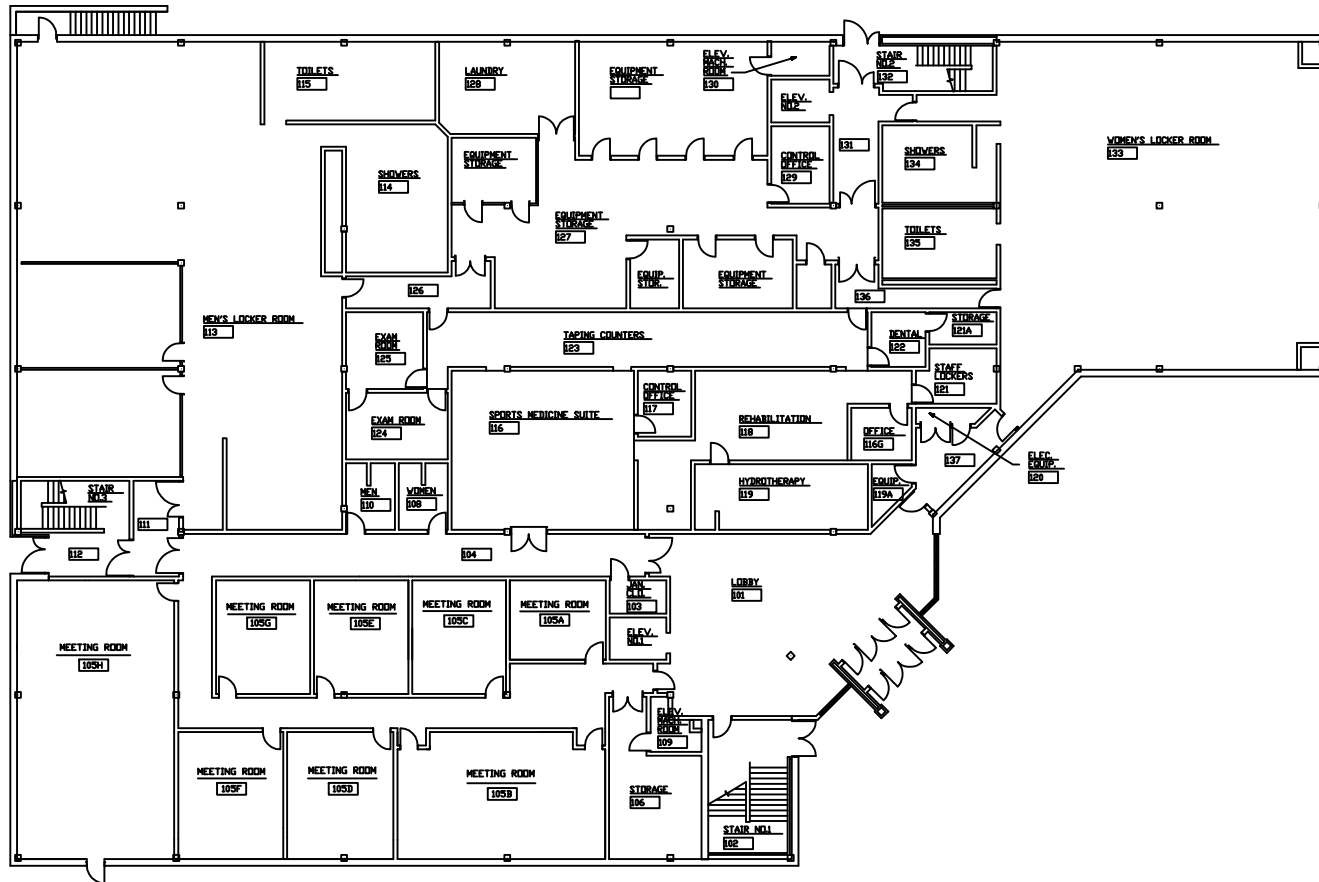 TOILETS
115
LAUNDRY
128
EQUIPMENT
STORAGE
ELEV.
MACH.
ROOM
130
STAIR
NO.2
132
ELEV.
NO.2
WOMEN'S LOCKER ROOM
133
131
CONTROL
OFFICE
129
SHOWERS
134
EQUIPMENT
STORAGE
SHOWERS
114
EQUIPMENT
STORAGE
127
TOILETS
135
EQUIP.
STOR.
EQUIPMENT
STORAGE
126
136
MEN'S LOCKER ROOM
113
EXAM
ROOM
125
TAPING COUNTERS
123
DENTAL
122
STORAGE
121A
STAFF
LOCKERS
121
CONTROL
OFFICE
117
EXAM ROOM
124
SPORTS MEDICINE SUITE
116
REHABILITATION
118
OFFICE
116G
137
ELEC.
EQUIP.
120
STAIR
NO.3
MEN
110
WOMEN
108
HYDROTHERAPY
119
EQUIP.
119A
111
112
104
JAN.
CLO.
103
LOBBY
101
MEETING ROOM
105G
MEETING ROOM
105E
MEETING ROOM
105C
MEETING ROOM
105A
ELEV.
NO.1
MEETING ROOM
105H
ELEV.
MACH.
ROOM
109
MEETING ROOM
105F
MEETING ROOM
105D
MEETING ROOM
105B
STORAGE
106
STAIR NO.1
102